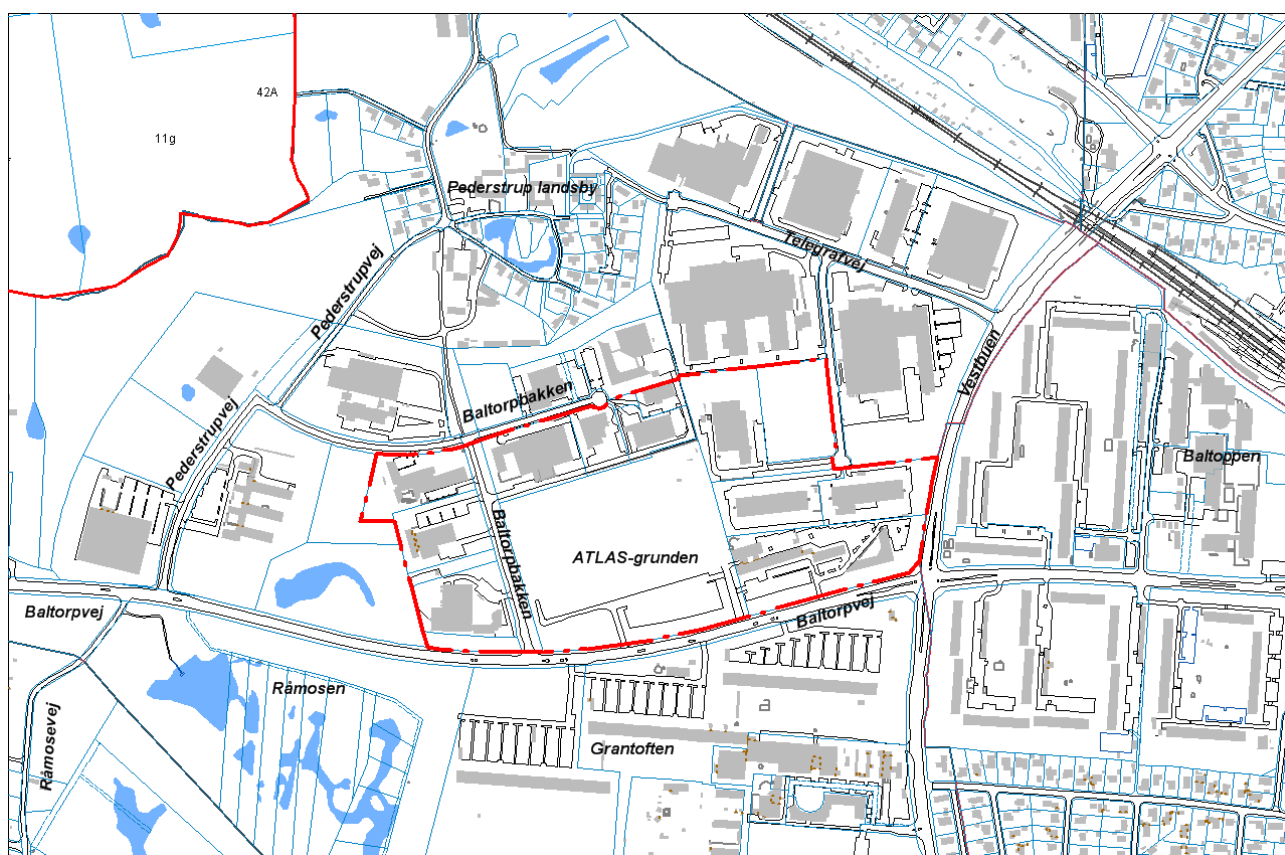 42A
11g
Pederstrup landsby
Telegrafvej
Pederstrupvej
Vestbuen
Baltorpbakken
Pederstrupvej
Baltoppen
Baltorpbakken
ATLAS-grunden
Baltorpvej
Baltorpvej
Råmosen
Grantoften
Råmosevej